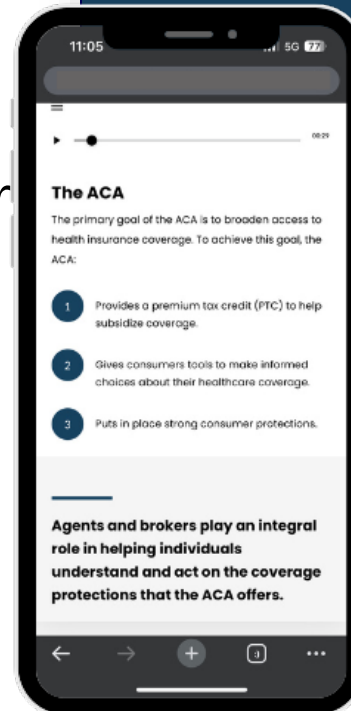 11:05
5G 77
00:29
The ACA
The primary goal of the ACA is to broaden access to
health insurance coverage. To achieve this goal, the
ACA:
1 Provides a premium tax credit (PTC) to help
subsidize coverage.
2 Gives consumers tools to make informed
choices about their healthcare coverage.
3 Puts in place strong consumer protections.
Agents and brokers play an integral
role in helping individuals
understand and act on the coverage
protections that the ACA offers.
:)